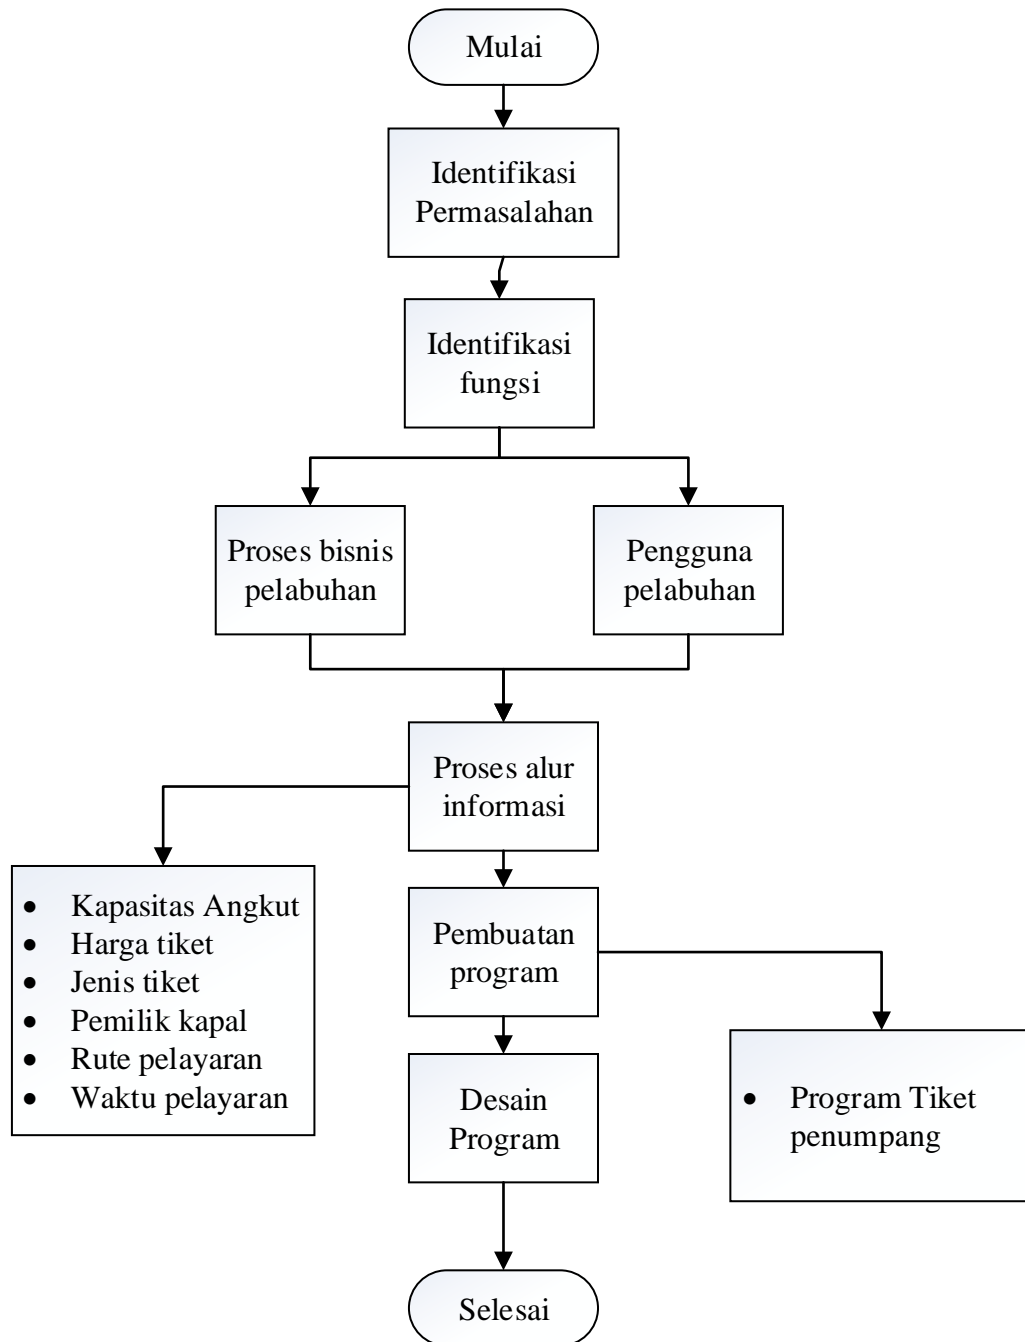 Mulai
Identifikasi
Permasalahan
Identifikasi
fungsi
Proses bisnis
pelabuhan
Pengguna
pelabuhan
Proses alur
informasi
• Kapasitas Angkut
• Harga tiket
• Jenis tiket
• Pemilik kapal
• Rute pelayaran
• Waktu pelayaran
Pembuatan
program
Desain
Program
• Program Tiket
penumpang
Selesai